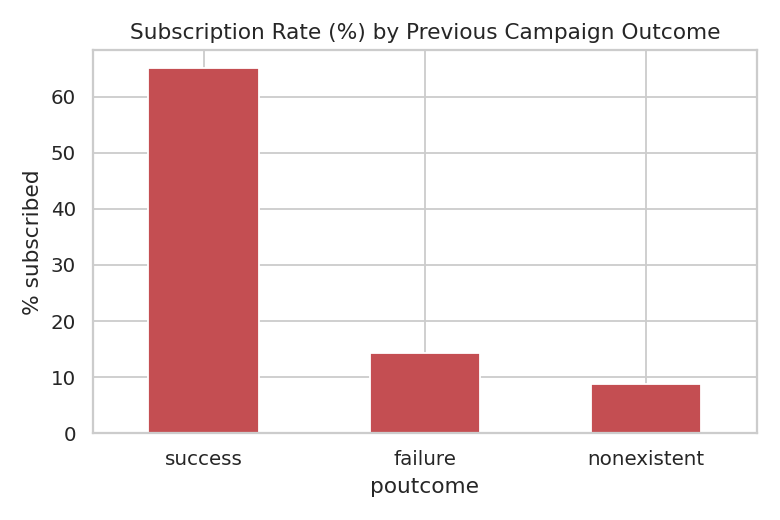 Subscription Rate (%) by Previous Campaign Outcome
% subscribed
60
50
40
30
20
10
0
success
failure
nonexistent
poutcome